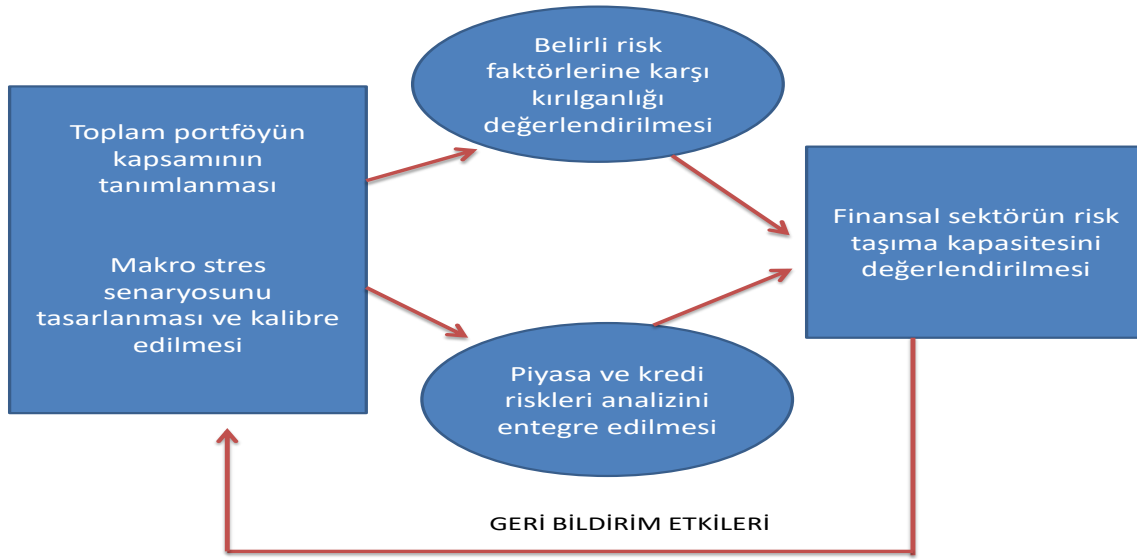 Toplam portföyün
kapsamının
tanımlanması
Makro stres
senaryosunu
tasarlanması ve kalibre
edilmesi
Belirli risk
faktörlerine karşı
kırılganlığı
değerlendirilmesi
Piyasa ve kredi
riskleri analizini
entegre edilmesi
Finansal sektörün risk
taşıma kapasitesini
değerlendirilmesi
GERİ BİLDİRİM ETKİLERİ